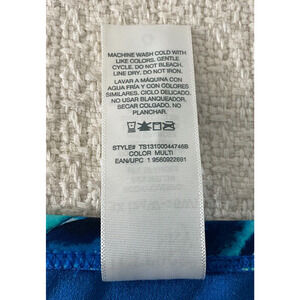 MACHINE WASH COLD WITH
LIKE COLORS. GENTLE
CYCLE. DO NOT BLEACH.
LINE DRY. DO NOT IRON.
LAVAR A MÁQUINA CON
AGUA FRÍA Y CON COLORES
SIMILARES. CICLO DELICADO.
NO USAR BLANQUEADOR.
SECAR COLGADO. NO
PLANCHAR.
STYLE# TS13100044746B
COLOR MULTI
EAN/UPC 1 9560922691